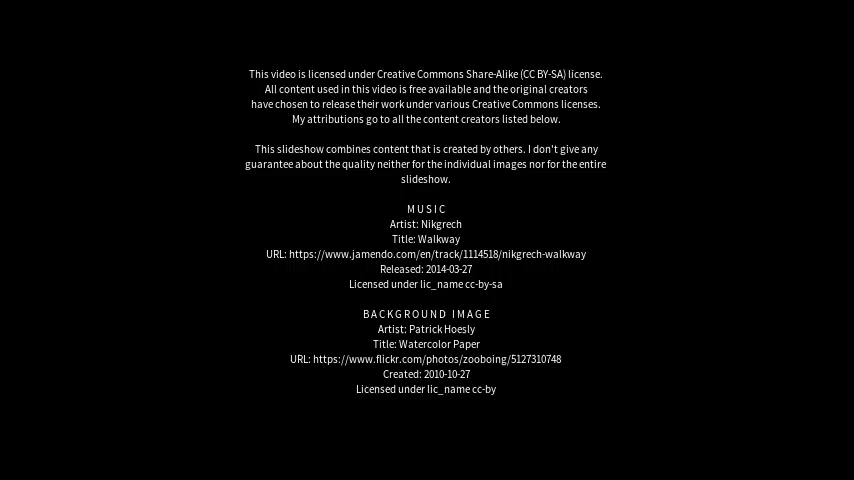 This video is licensed under Creative Commons Share-Alike (CC BY-SA) license.
All content used in this video is free available and the original creators
have chosen to release their work under various Creative Commons licenses.
My attributions go to all the content creators listed below.
This slideshow combines content that is created by others. I don't give any
guarantee about the quality neither for the individual images nor for the entire
slideshow.
MUSIC
Artist: Nikgrech
Title: Walkway
URL: https://www.jamendo.com/en/track/1114518/nikgrech-walkway
Released: 2014-03-27
Licensed under lic_name cc-by-sa
BACKGROUND IMAGE
Artist: Patrick Hoesly
Title: Watercolor Paper
URL: https://www.flickr.com/photos/zooboing/5127310748
Created: 2010-10-27
Licensed under lic_name cc-by